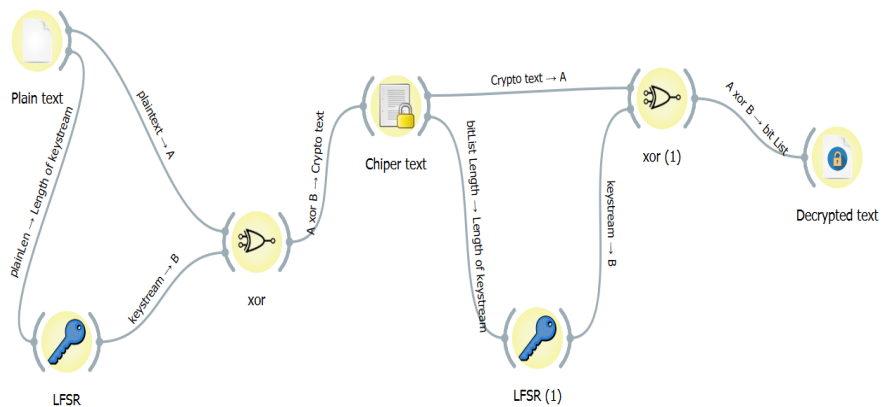 Plain text
plaintext → A
plainLen → Length of keystream
LFSR
keystream → B
xor
A xor B → Crypto text
Chiper text
Crypto text → A
bitList Length → Length of keystream
LFSR (1)
keystream → B
xor (1)
A xor B → bit List
Decrypted text